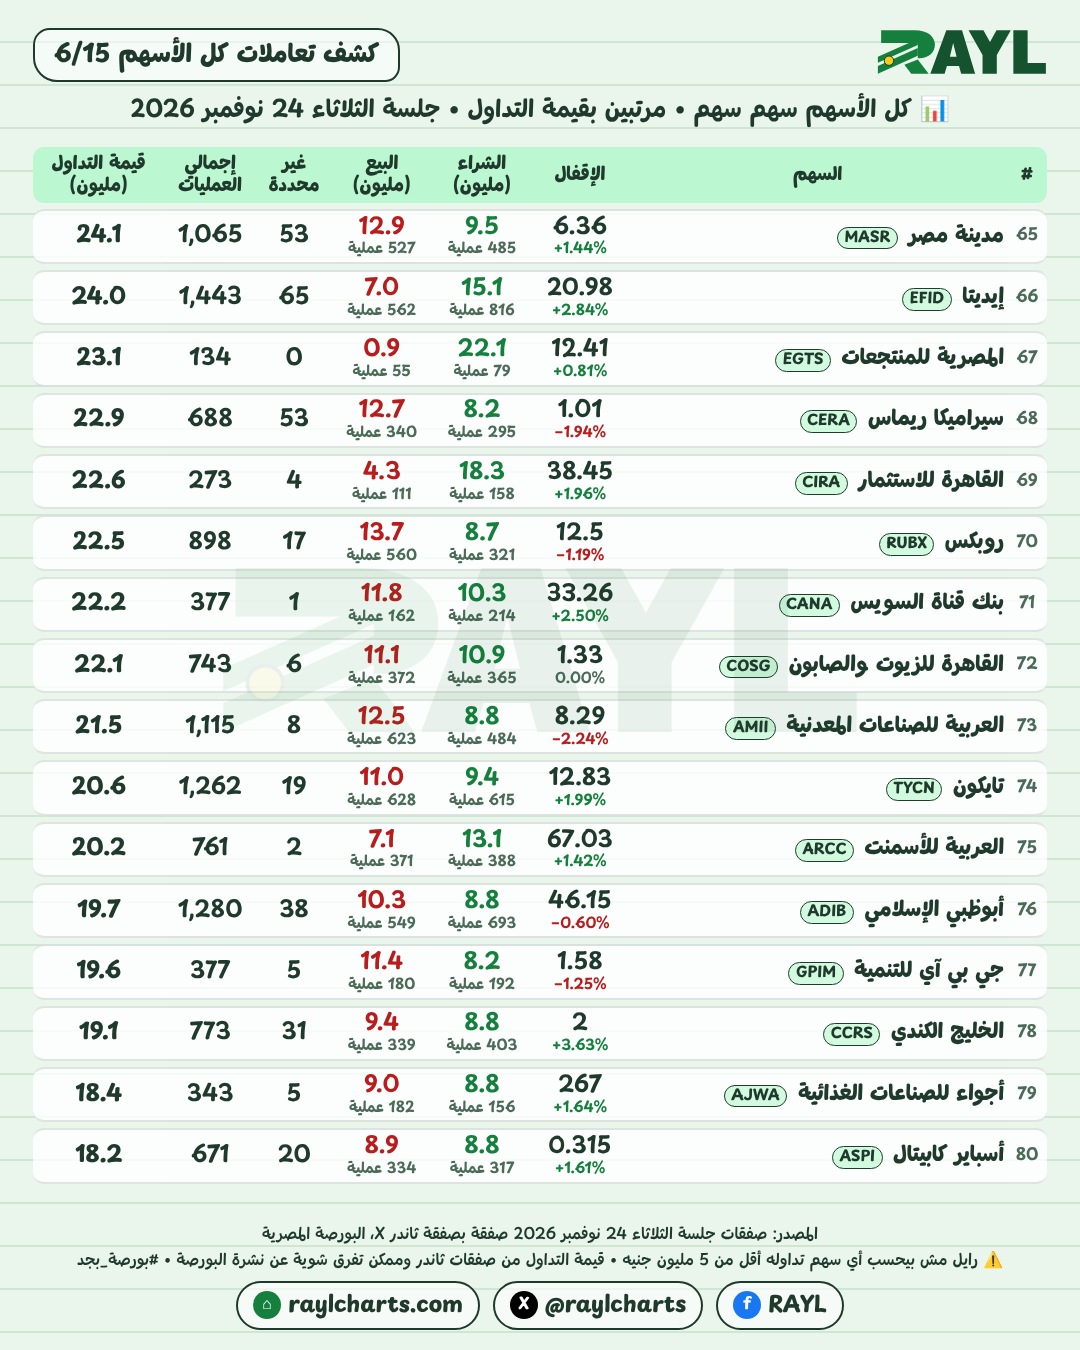 RAYL
كشف تعاملات كل الأسهم 6/15
📊 كل الأسهم سهم سهم • مرتبين بقيمة التداول • جلسة الثلاثاء 24 نوفمبر 2026
# السهم الإقفال الشراء (مليون) البيع (مليون) غير محددة إجمالي العمليات قيمة التداول (مليون)
65 مدينة مصر MASR 6.36 9.5 12.9 53 1,065 24.1
+1.44% 485 عملية 527 عملية
66 إيديتا EFID 20.98 15.1 7.0 65 1,443 24.0
+2.84% 816 عملية 562 عملية
67 المصرية للمنتجعات EGTS 12.41 22.1 0.9 0 134 23.1
+0.81% 79 عملية 55 عملية
68 سيراميكا ريماس CERA 1.01 8.2 12.7 53 688 22.9
−1.94% 295 عملية 340 عملية
69 القاهرة للاستثمار CIRA 38.45 18.3 4.3 4 273 22.6
+1.96% 158 عملية 111 عملية
70 روبكس RUBX 12.5 8.7 13.7 17 898 22.5
−1.19% 321 عملية 560 عملية
71 بنك قناة السويس CANA 33.26 10.3 11.8 1 377 22.2
+2.50% 214 عملية 162 عملية
72 القاهرة للزيوت والصابون COSG 1.33 10.9 11.1 6 743 22.1
0.00% 365 عملية 372 عملية
73 العربية للصناعات المعدنية AMII 8.29 8.8 12.5 8 1,115 21.5
−2.24% 484 عملية 623 عملية
74 تايكون TYCN 12.83 9.4 11.0 19 1,262 20.6
+1.99% 615 عملية 628 عملية
75 العربية للأسمنت ARCC 67.03 13.1 7.1 2 761 20.2
+1.42% 388 عملية 371 عملية
76 أبوظبي الإسلامي ADIB 46.15 8.8 10.3 38 1,280 19.7
−0.60% 693 عملية 549 عملية
77 جي بي آي للتنمية GPIM 1.58 8.2 11.4 5 377 19.6
−1.25% 192 عملية 180 عملية
78 الخليج الكندي CCRS 2 8.8 9.4 31 773 19.1
+3.63% 403 عملية 339 عملية
79 أجواء للصناعات الغذائية AJWA 267 8.8 9.0 5 343 18.4
+1.64% 156 عملية 182 عملية
80 أسباير كابيتال ASPI 0.315 8.8 8.9 20 671 18.2
+1.61% 317 عملية 334 عملية
المصدر: صفقات جلسة الثلاثاء 24 نوفمبر 2026 صفقة بصفقة ثاندر X، البورصة المصرية
⚠️ رايل مش بيحسب أي سهم تداوله أقل من 5 مليون جنيه • قيمة التداول من صفقات ثاندر وممكن تفرق شوية عن نشرة البورصة • #بورصة_بجد
raylcharts.com @raylcharts RAYL